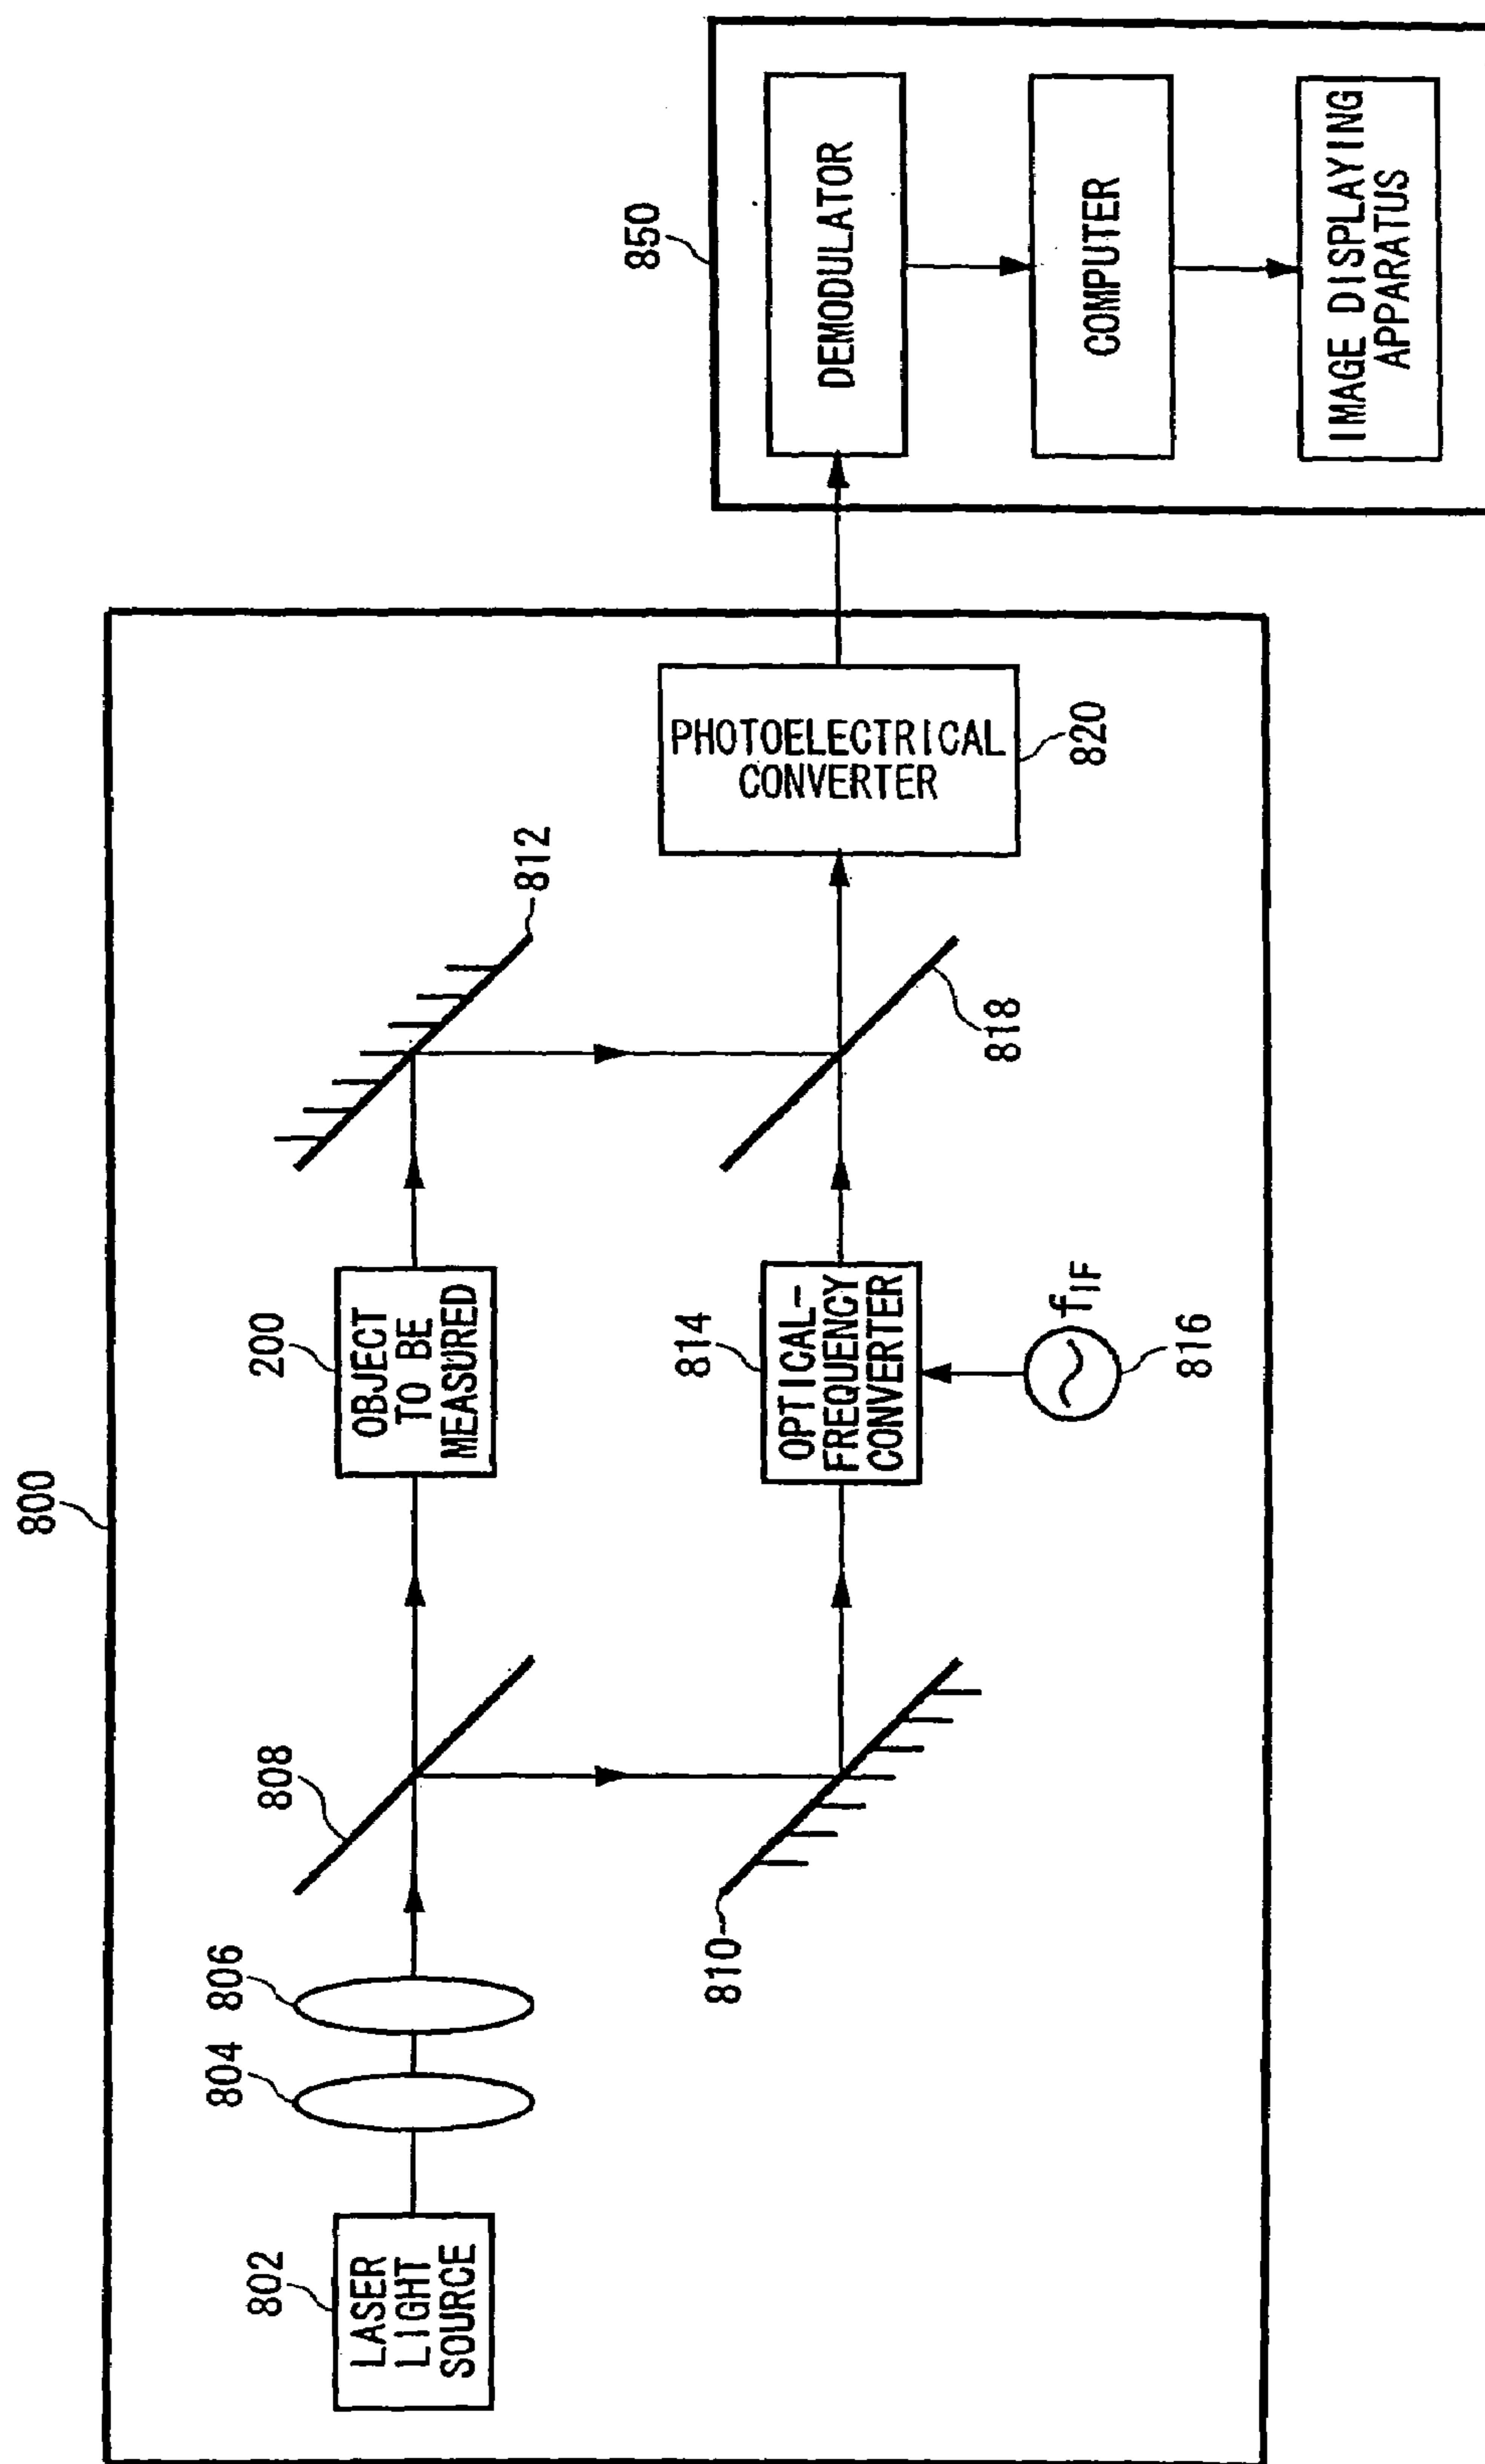 800
802
LASER
LIGHT
SOURCE
804
806
808
200
OBJECT
TO BE
MEASURED
812
810
814
OPTICAL-
FREQUENCY
CONVERTER
fIF
816
818
PHOTOELECTRICAL
CONVERTER
820
850
DEMODULATOR
COMPUTER
IMAGE DISPLAYING
APPARATUS